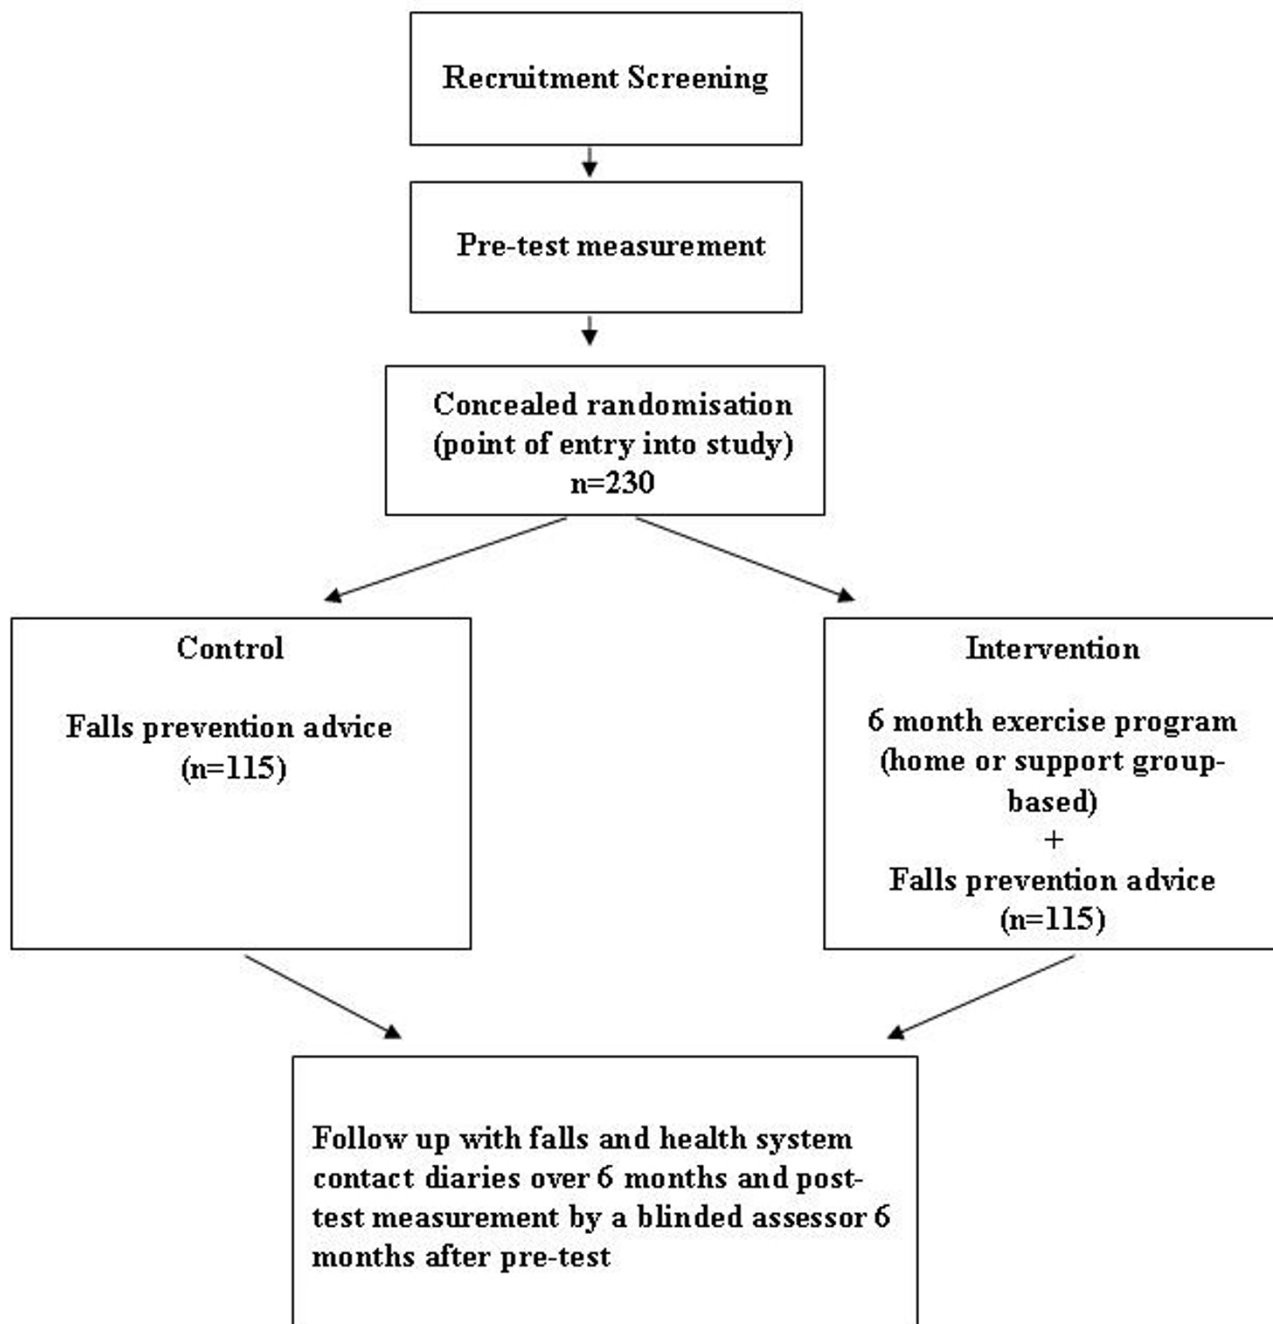 Recruitment Screening
Pre-test measurement
Concealed randomisation
(point of entry into study)
n=230
Control
Falls prevention advice
(n=115)
Intervention
6 month exercise program
(home or support group-
based)
+
Falls prevention advice
(n=115)
Follow up with falls and health system
contact diaries over 6 months and post-
test measurement by a blinded assessor 6
months after pre-test